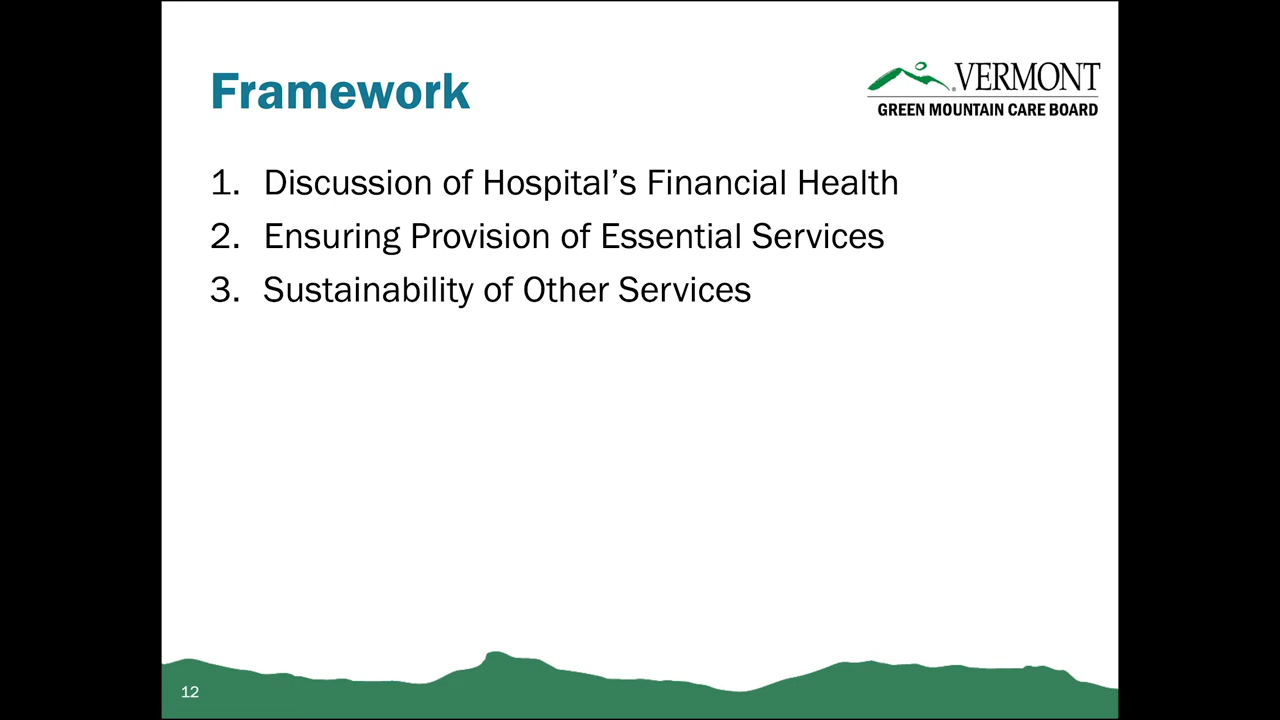 Framework
VERMONT
GREEN MOUNTAIN CARE BOARD
1. Discussion of Hospital’s Financial Health
2. Ensuring Provision of Essential Services
3. Sustainability of Other Services
12